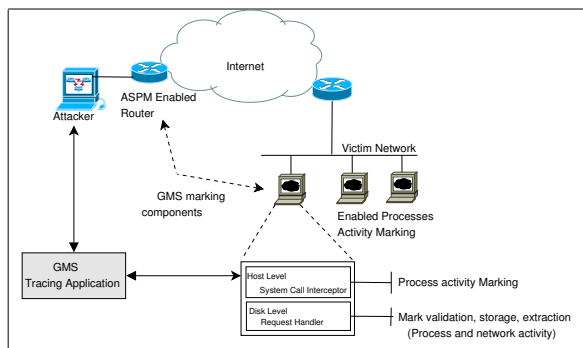 Internet
ASPM Enabled
Router
Attacker
Victim Network
GMS marking
components
Enabled Processes
Activity Marking
GMS
Tracing Application
Host Level
System Call Interceptor
Process activity Marking
Disk Level
Request Handler
Mark validation, storage, extraction
(Process and network activity)